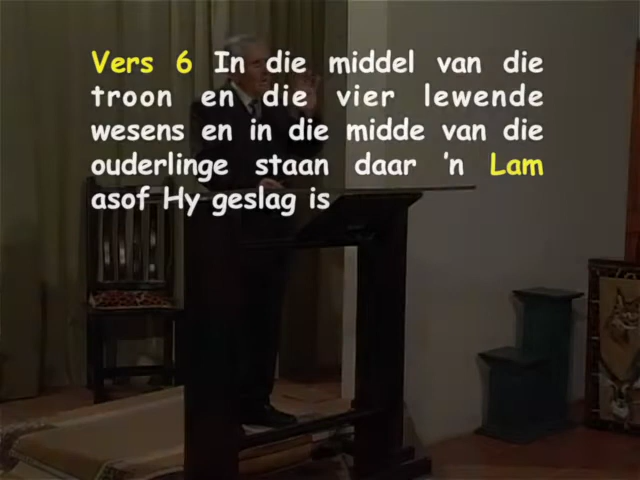 Vers 6 In die middel van die
troon en die vier lewende
wesens en in die midde van die
ouderlinge staan daar 'n Lam
asof Hy geslag is